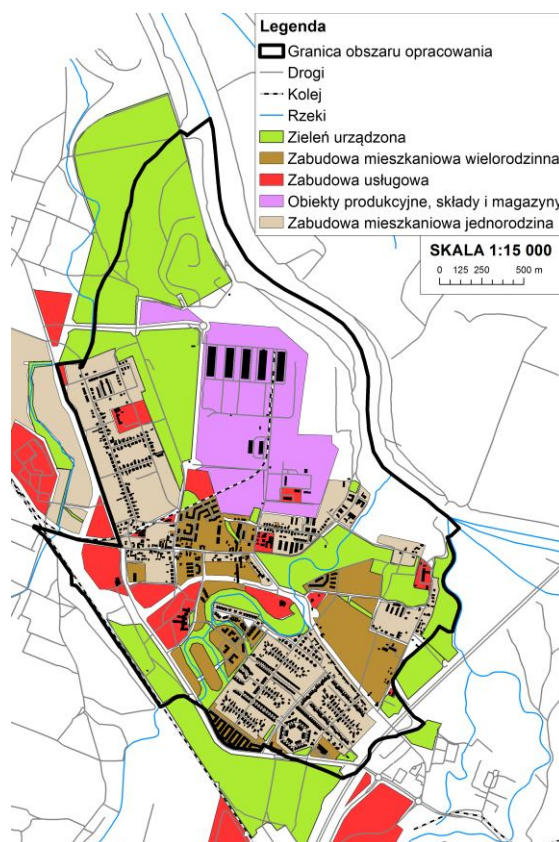 Legenda
Granica obszaru opracowania
Drogi
Kolej
Rzeki
Zieleń urządzona
Zabudowa mieszkaniowa wielorodzinna
Zabudowa usługowa
Obiekty produkcyjne, składy i magazyny
Zabudowa mieszkaniowa jednorodzina
SKALA 1:15 000
0 125 250 500 m